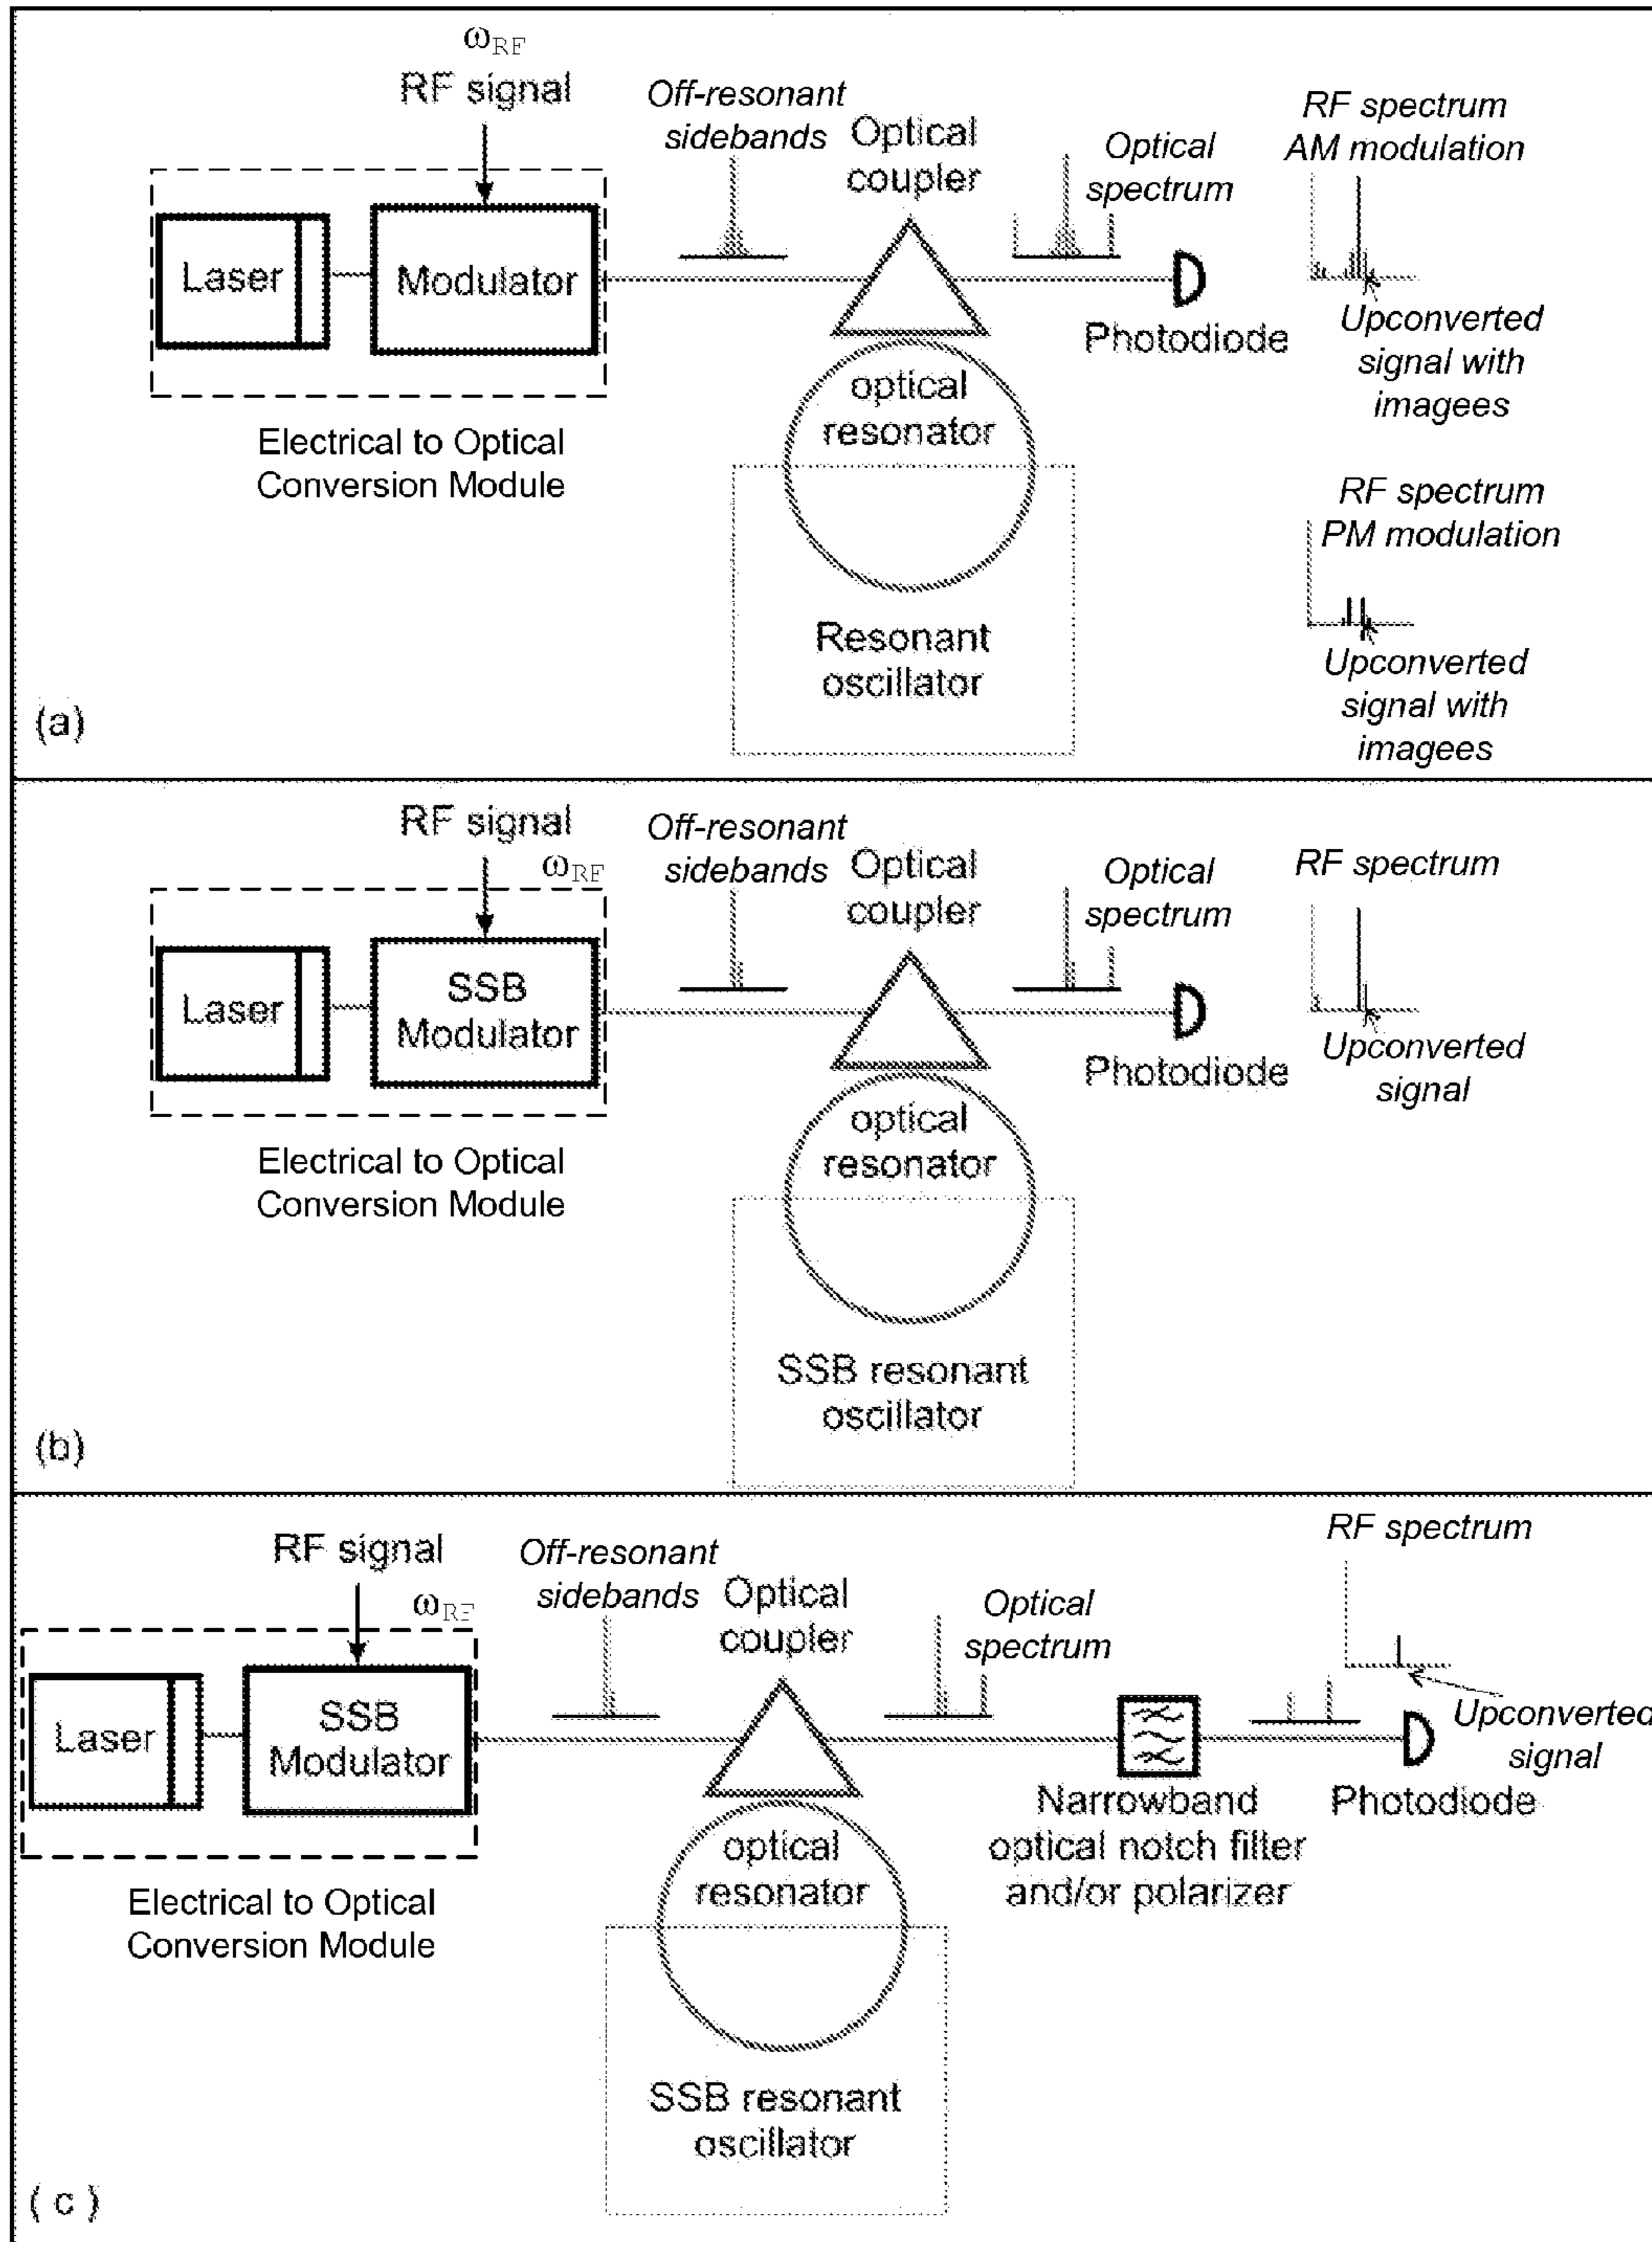 ωRF
RF signal
Off-resonant
sidebands
Optical
coupler
Optical
spectrum
RF spectrum
AM modulation
Laser
Modulator
Photodiode
Upconverted
signal with
imagees
optical
resonator
Electrical to Optical
Conversion Module
RF spectrum
PM modulation
Resonant
oscillator
Upconverted
signal with
imagees
(a)
RF signal
ωRF
Off-resonant
sidebands
Optical
coupler
Optical
spectrum
RF spectrum
Laser
SSB
Modulator
Photodiode
Upconverted
signal
optical
resonator
Electrical to Optical
Conversion Module
SSB resonant
oscillator
(b)
RF signal
ωRF
Off-resonant
sidebands
Optical
coupler
Optical
spectrum
RF spectrum
Laser
SSB
Modulator
Upconverted
signal
Narrowband
optical notch filter
and/or polarizer
Photodiode
optical
resonator
Electrical to Optical
Conversion Module
SSB resonant
oscillator
( c )